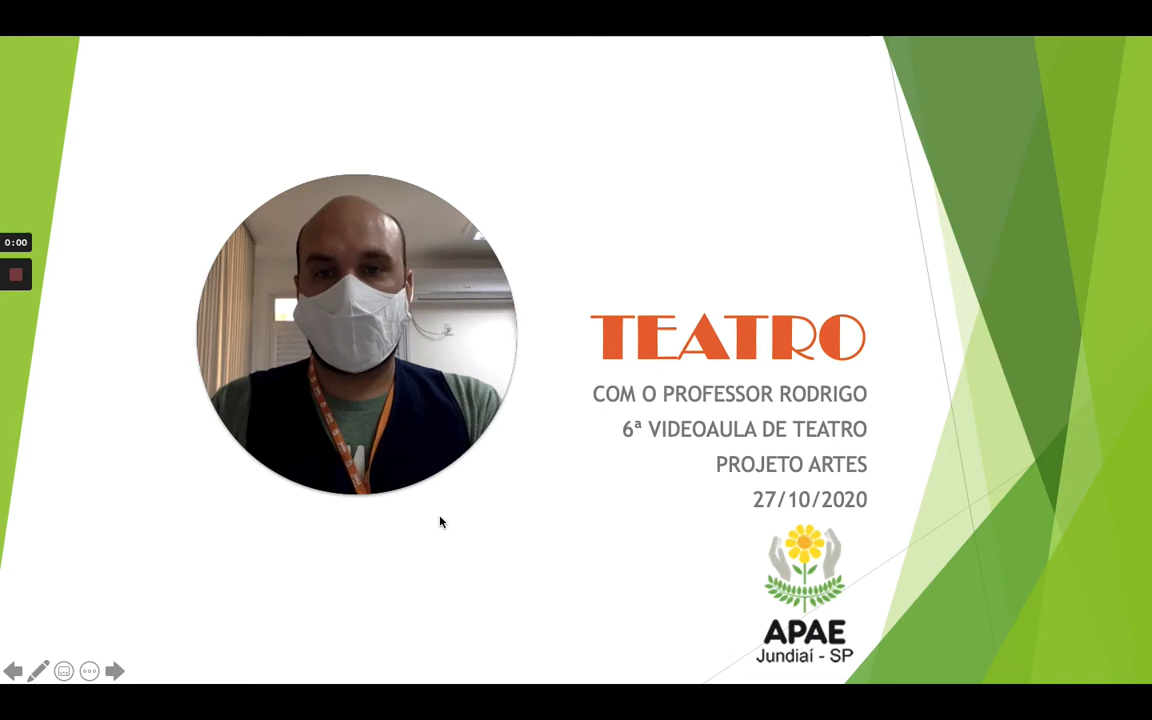 0:00
TEATRO
COM O PROFESSOR RODRIGO
6ª VIDEOAULA DE TEATRO
PROJETO ARTES
27/10/2020
APAE
Jundiaí - SP